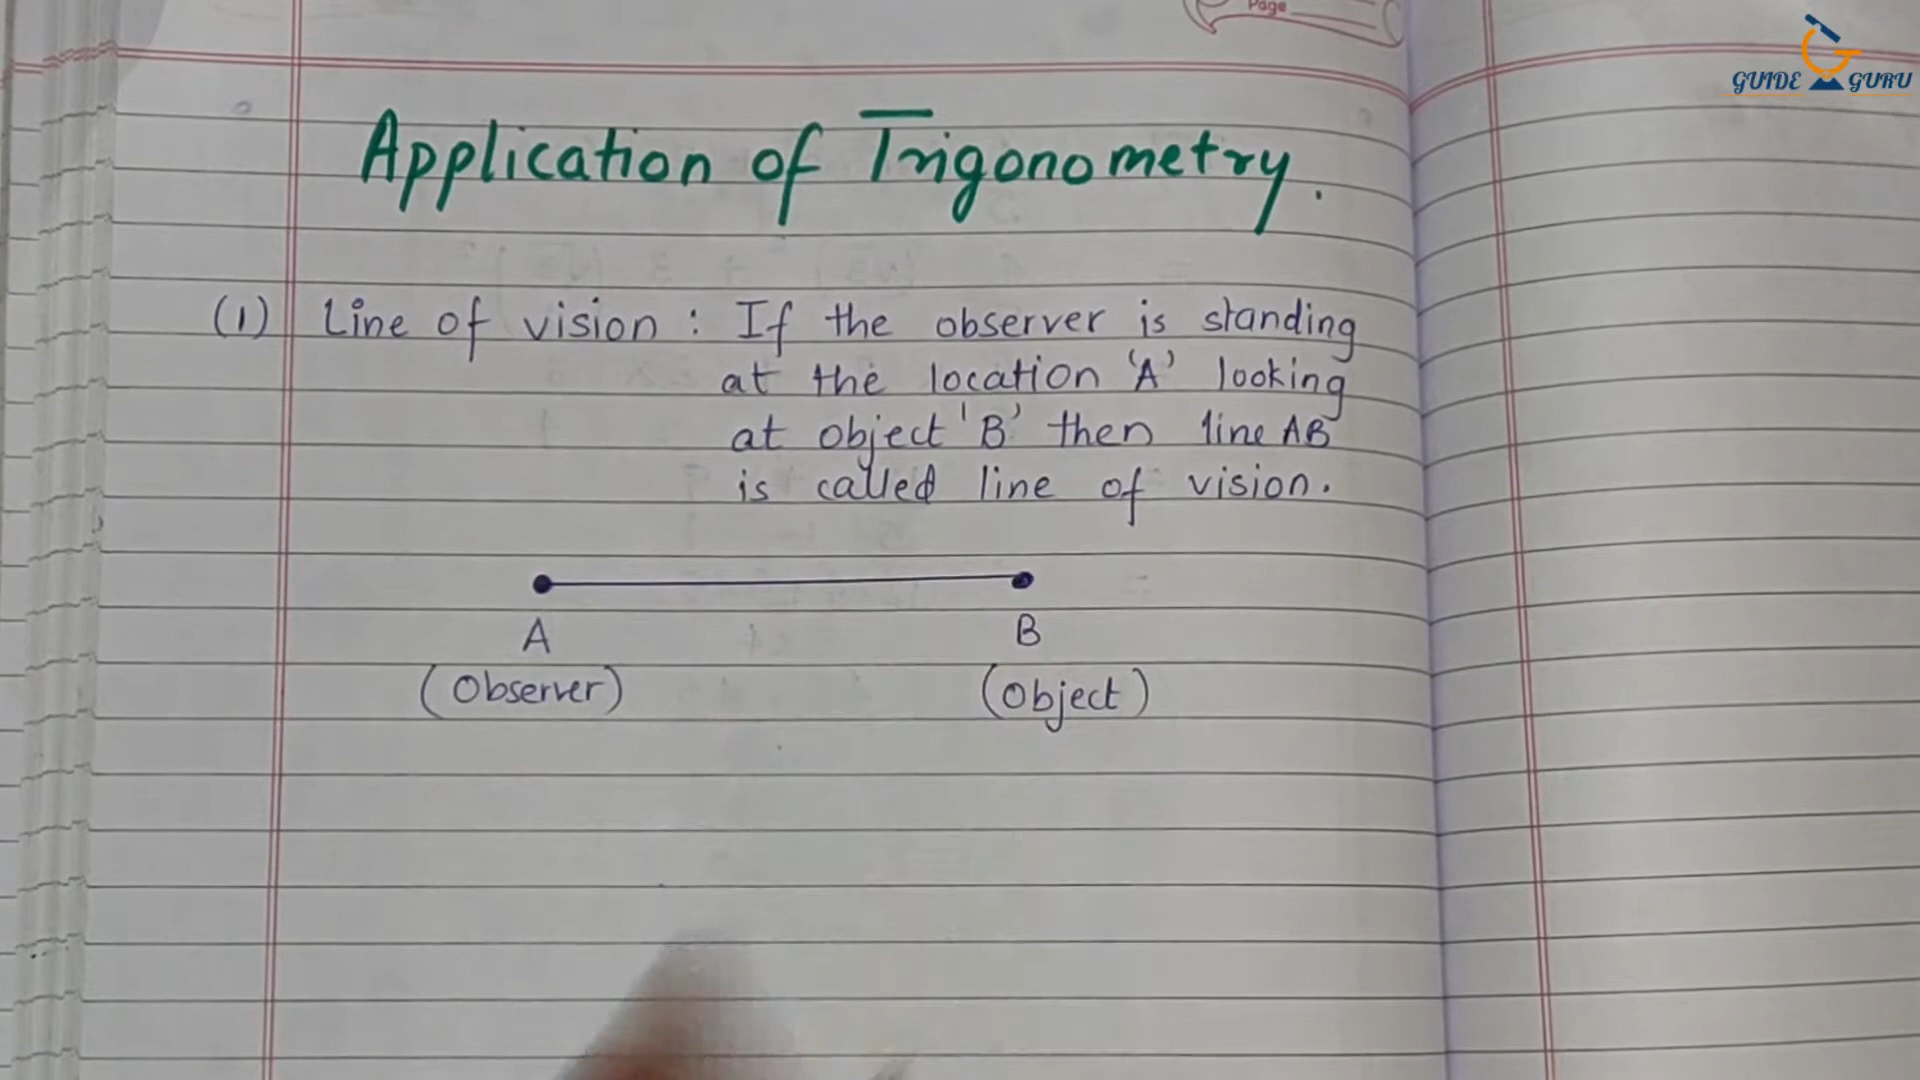 Page
GUIDE GURU
Application of Trigonometry.
(1) Line of vision : If the observer is standing
at the location 'A' looking
at object 'B' then line AB
is called line of vision.
A B
(Observer) (Object)